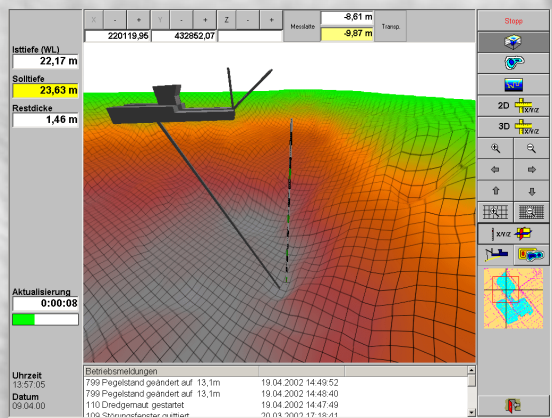 X - + Y - + Z - +
220119,95 432852,07
Messlatte
-8,61 m
-9,87 m
Transp.
Stopp
Isttiefe (WL)
22,17 m
Solltiefe
23,63 m
Restdicke
1,46 m
2D X/Y/Z
3D X/Y/Z
X/Y/Z
Aktualisierung
0:00:08
Uhrzeit
13:57:05
Datum
09.04.00
Betriebsmeldungen
799 Pegelstand geändert auf 13,1m 19.04.2002 14:49:52
799 Pegelstand geändert auf 13,1m 19.04.2002 14:48:40
110 Dredgernaut gestartet 19.04.2002 14:47:49
109 Störungsfenster quittiert 20.03.2002 17:18:41